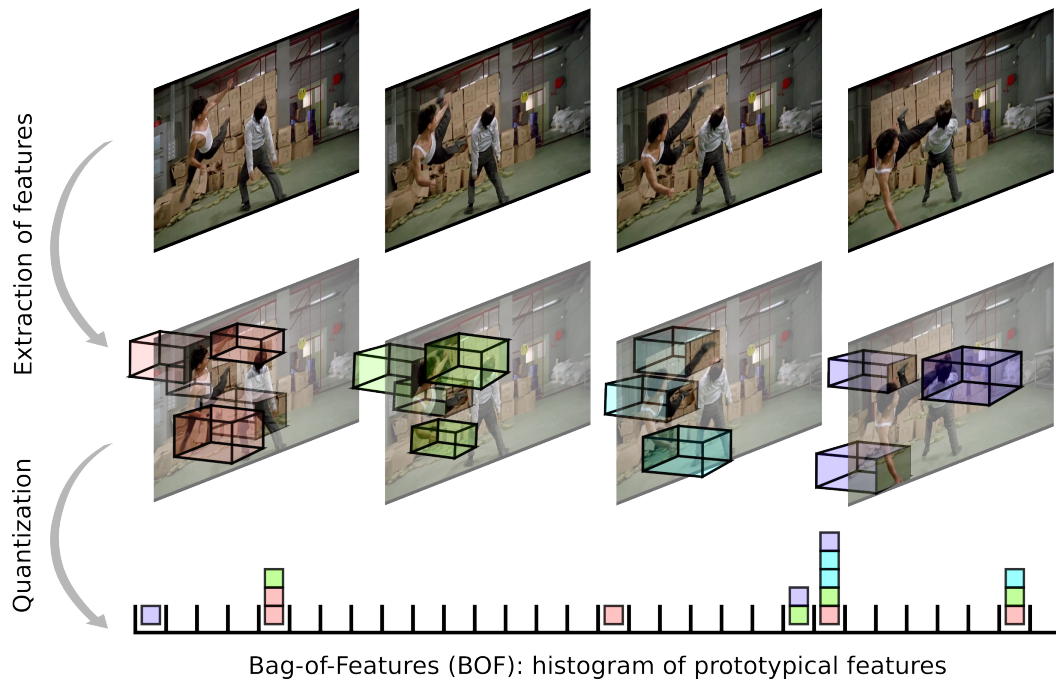 Extraction of features
Quantization
Bag-of-Features (BOF): histogram of prototypical features